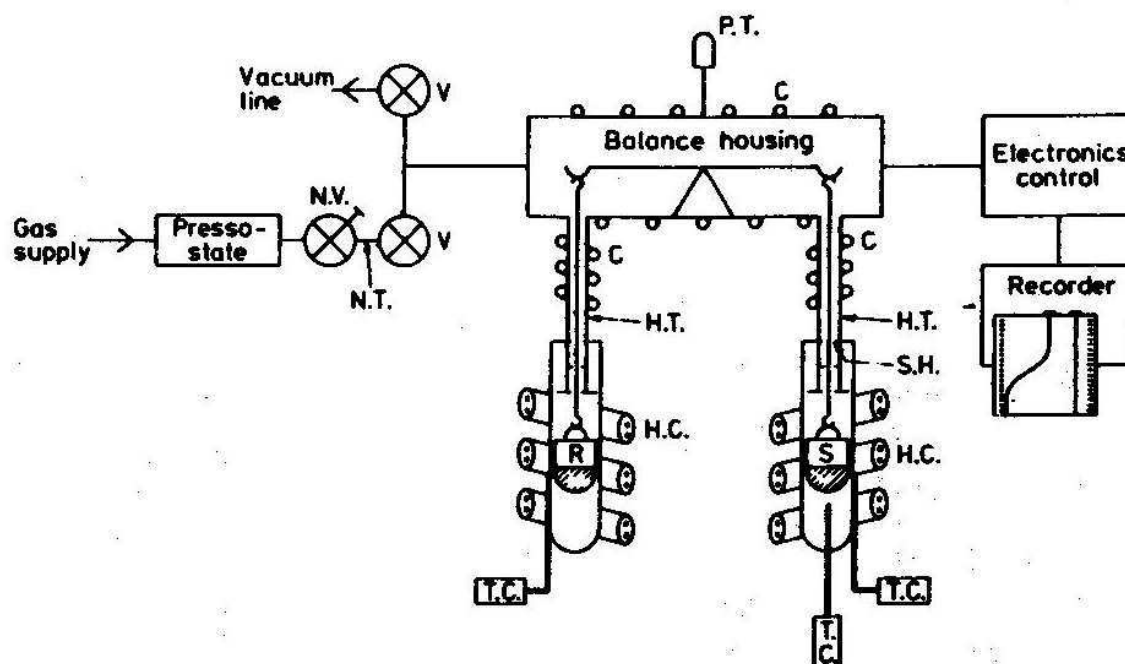 P.T.
Vacuum
line
V
C
Balance housing
Electronics
control
N.V.
Gas
supply
Presso-
state
V
N.T.
C
C
Recorder
H.T.
H.T.
S.H.
H.C.
H.C.
R
S
T.C.
T.C.
T.
C.